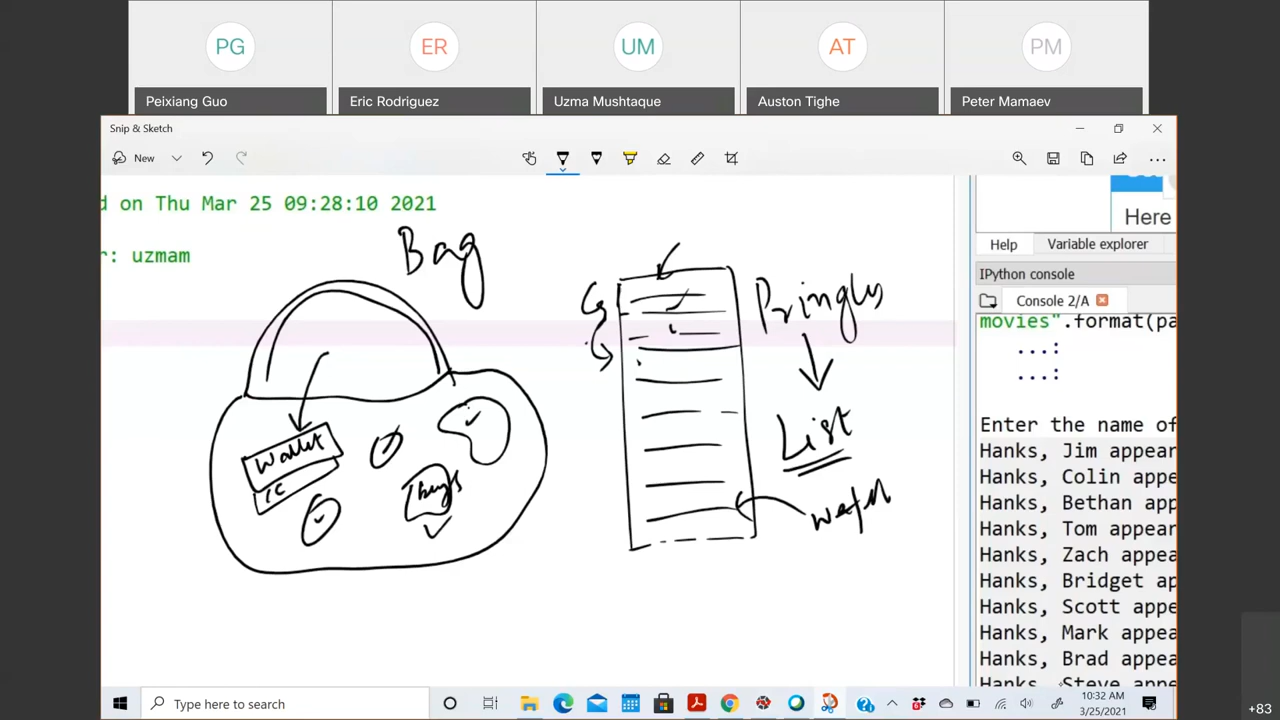 PG
ER
UM
AT
PM
Peixiang Guo
Eric Rodriguez
Uzma Mushtaque
Auston Tighe
Peter Mamaev
Snip & Sketch
New
d on Thu Mar 25 09:28:10 2021
r: uzmam
Bag
Wallet
Pringles
List
Here
Help
Variable explorer
IPython console
Console 2/A
movies".format(pa
...:
...:
Enter the name of
Hanks, Jim appear
Hanks, Colin appe
Hanks, Bethan app
Hanks, Tom appear
Hanks, Zach appea
Hanks, Bridget ap
Hanks, Scott appe
Hanks, Mark appea
Hanks, Brad appea
Hanks, Steve appea
Type here to search
10:32 AM
3/25/2021
+83